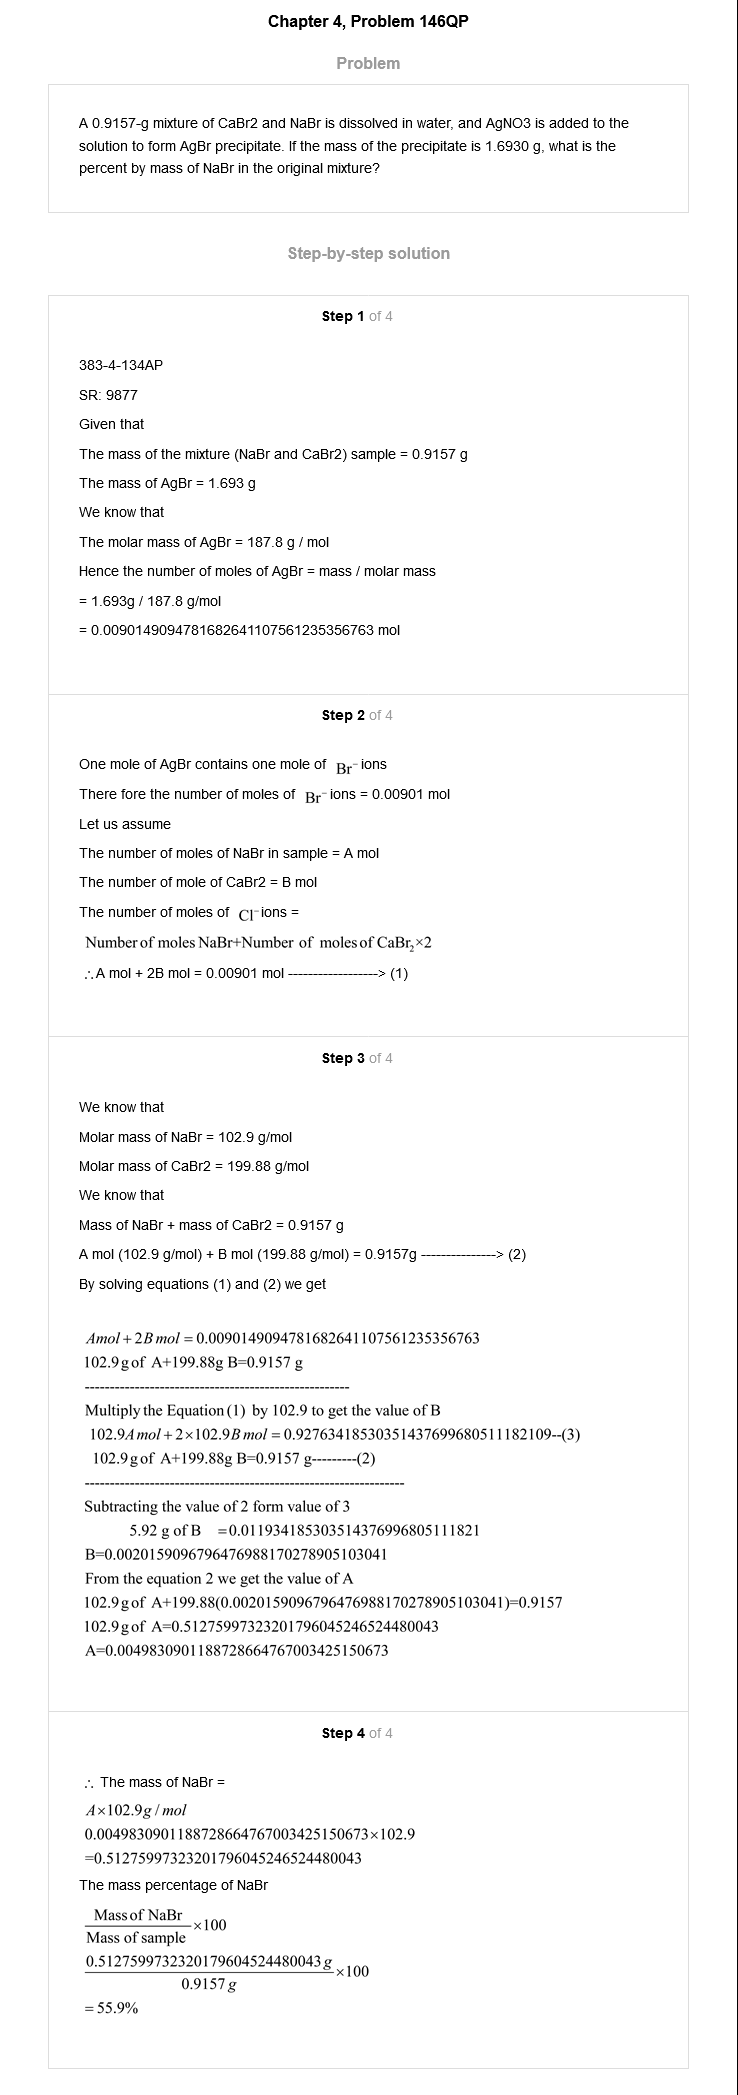 Chapter 4, Problem 146QP
Problem
A 0.9157-g mixture of CaBr2 and NaBr is dissolved in water, and AgNO3 is added to the
solution to form AgBr precipitate. If the mass of the precipitate is 1.6930 g, what is the
percent by mass of NaBr in the original mixture?
Step-by-step solution
Step 1 of 4
383-4-134AP
SR: 9877
Given that
The mass of the mixture (NaBr and CaBr2) sample = 0.9157 g
The mass of AgBr = 1.693 g
We know that
The molar mass of AgBr = 187.8 g / mol
Hence the number of moles of AgBr = mass / molar mass
= 1.693g / 187.8 g/mol
= 0.0090149094781682641107561235356763 mol
Step 2 of 4
One mole of AgBr contains one mole of Br⁻ ions
There fore the number of moles of Br⁻ ions = 0.00901 mol
Let us assume
The number of moles of NaBr in sample = A mol
The number of mole of CaBr2 = B mol
The number of moles of Cl⁻ ions =
Number of moles NaBr+Number of moles of CaBr₂×2
∴A mol + 2B mol = 0.00901 mol -------------------> (1)
Step 3 of 4
We know that
Molar mass of NaBr = 102.9 g/mol
Molar mass of CaBr2 = 199.88 g/mol
We know that
Mass of NaBr + mass of CaBr2 = 0.9157 g
A mol (102.9 g/mol) + B mol (199.88 g/mol) = 0.9157g ---------------> (2)
By solving equations (1) and (2) we get
Amol + 2B mol = 0.0090149094781682641107561235356763
102.9g of A+199.88g B=0.9157 g
-----------------------------------------------------
Multiply the Equation (1) by 102.9 to get the value of B
102.9A mol + 2×102.9B mol = 0.92763418530351437699680511182109--(3)
102.9g of A+199.88g B=0.9157 g---------(2)
----------------------------------------------------------------
Subtracting the value of 2 form value of 3
5.92 g of B =0.011934185303514376996805111821
B=0.0020159096796476988170278905103041
From the equation 2 we get the value of A
102.9g of A+199.88(0.0020159096796476988170278905103041)=0.9157
102.9g of A=0.51275997323201796045246524480043
A=0.0049830901188728664767003425150673
Step 4 of 4
∴ The mass of NaBr =
A×102.9g / mol
0.0049830901188728664767003425150673×102.9
=0.51275997323201796045246524480043
The mass percentage of NaBr
Mass of NaBr
×100
Mass of sample
0.5127599732320179604524480043g
×100
0.9157 g
= 55.9%